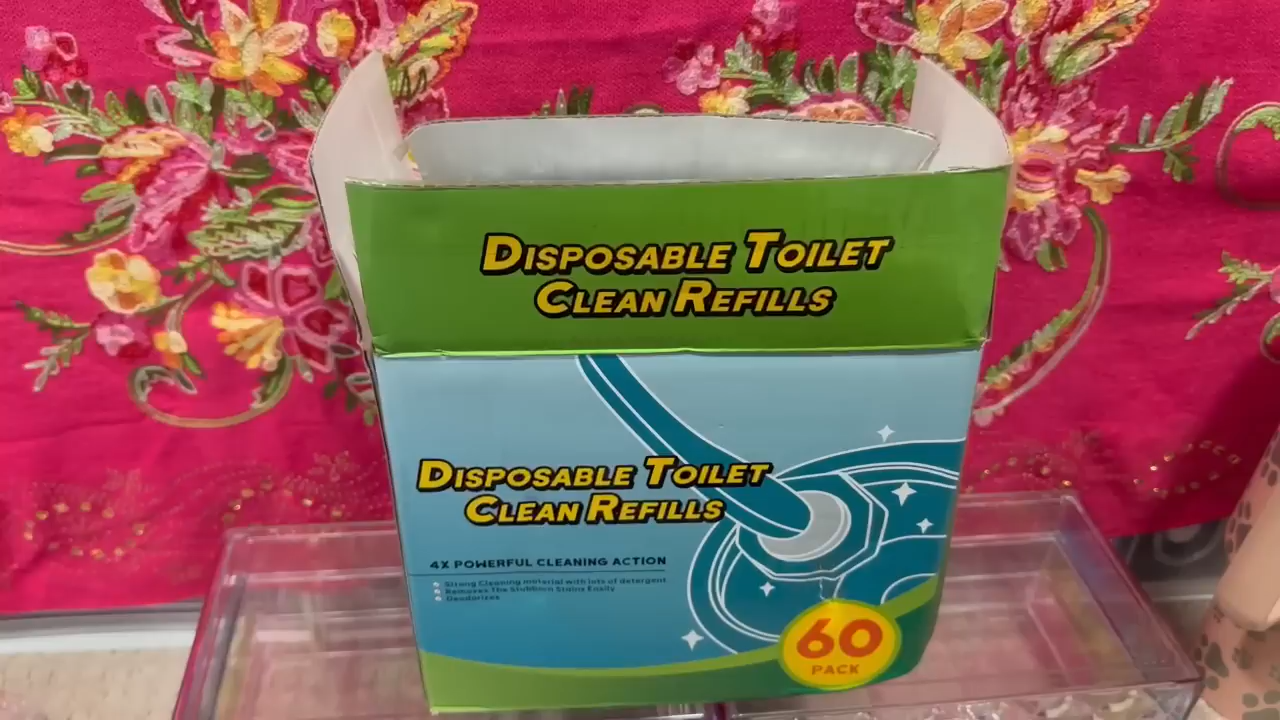 DISPOSABLE TOILET
CLEAN REFILLS
DISPOSABLE TOILET
CLEAN REFILLS
4X POWERFUL CLEANING ACTION
Strong Cleaning material with lots of detergent
Removes The Stubborn Stains Easily
Deodorizes
60
PACK